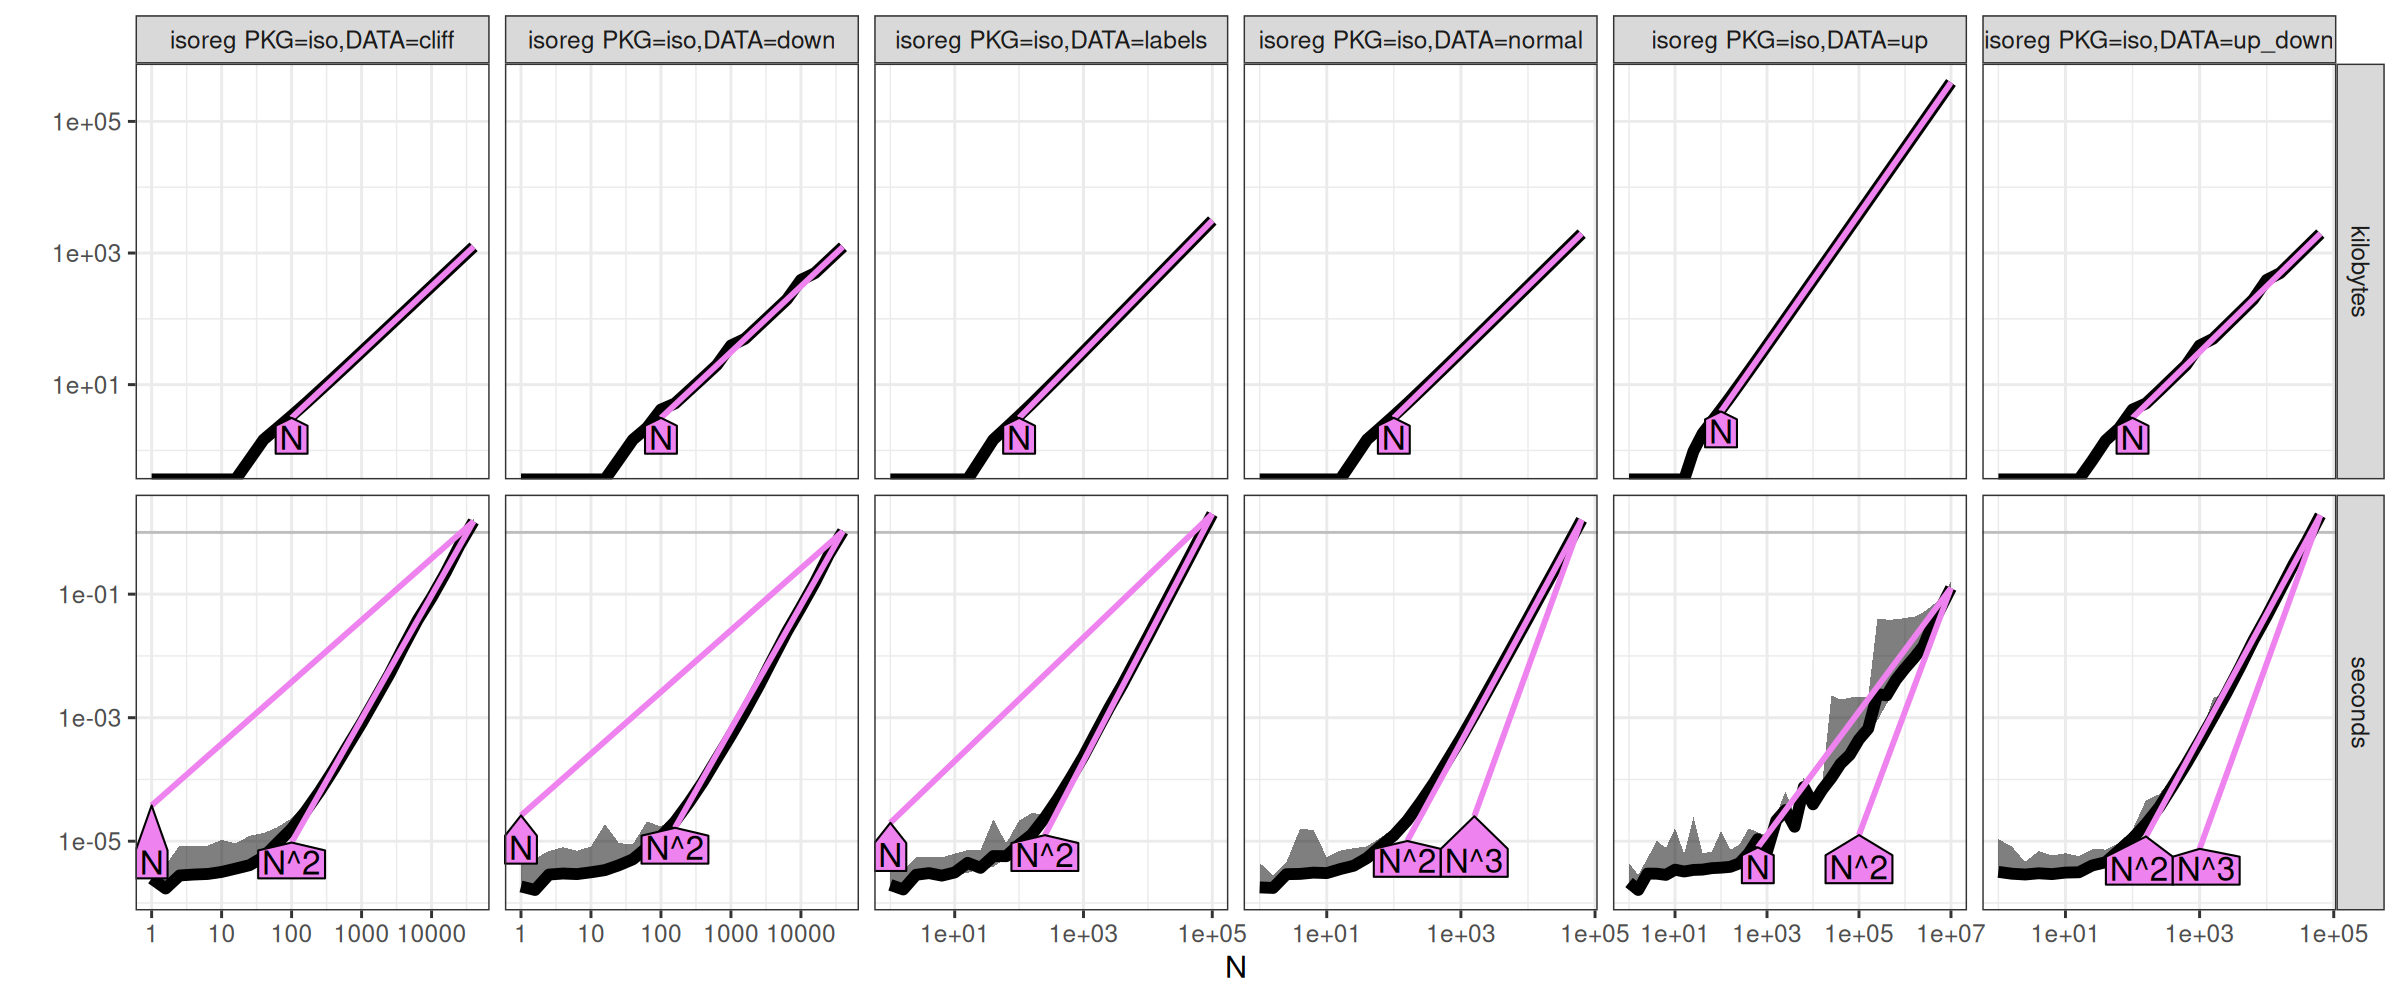 isoreg PKG=iso,DATA=cliff
isoreg PKG=iso,DATA=down
isoreg PKG=iso,DATA=labels
isoreg PKG=iso,DATA=normal
isoreg PKG=iso,DATA=up
isoreg PKG=iso,DATA=up_down
1e+05
1e+03
1e+01
N
N
N
N
N
N
kilobytes
1e-01
1e-03
1e-05
N
N^2
N
N^2
N
N^2
N^2
N^3
N
N^2
N^2
N^3
seconds
1 10 100 1000 10000
1 10 100 1000 10000
1e+01 1e+03 1e+05
1e+01 1e+03 1e+05
1e+01 1e+03 1e+05 1e+07
1e+01 1e+03 1e+05
N